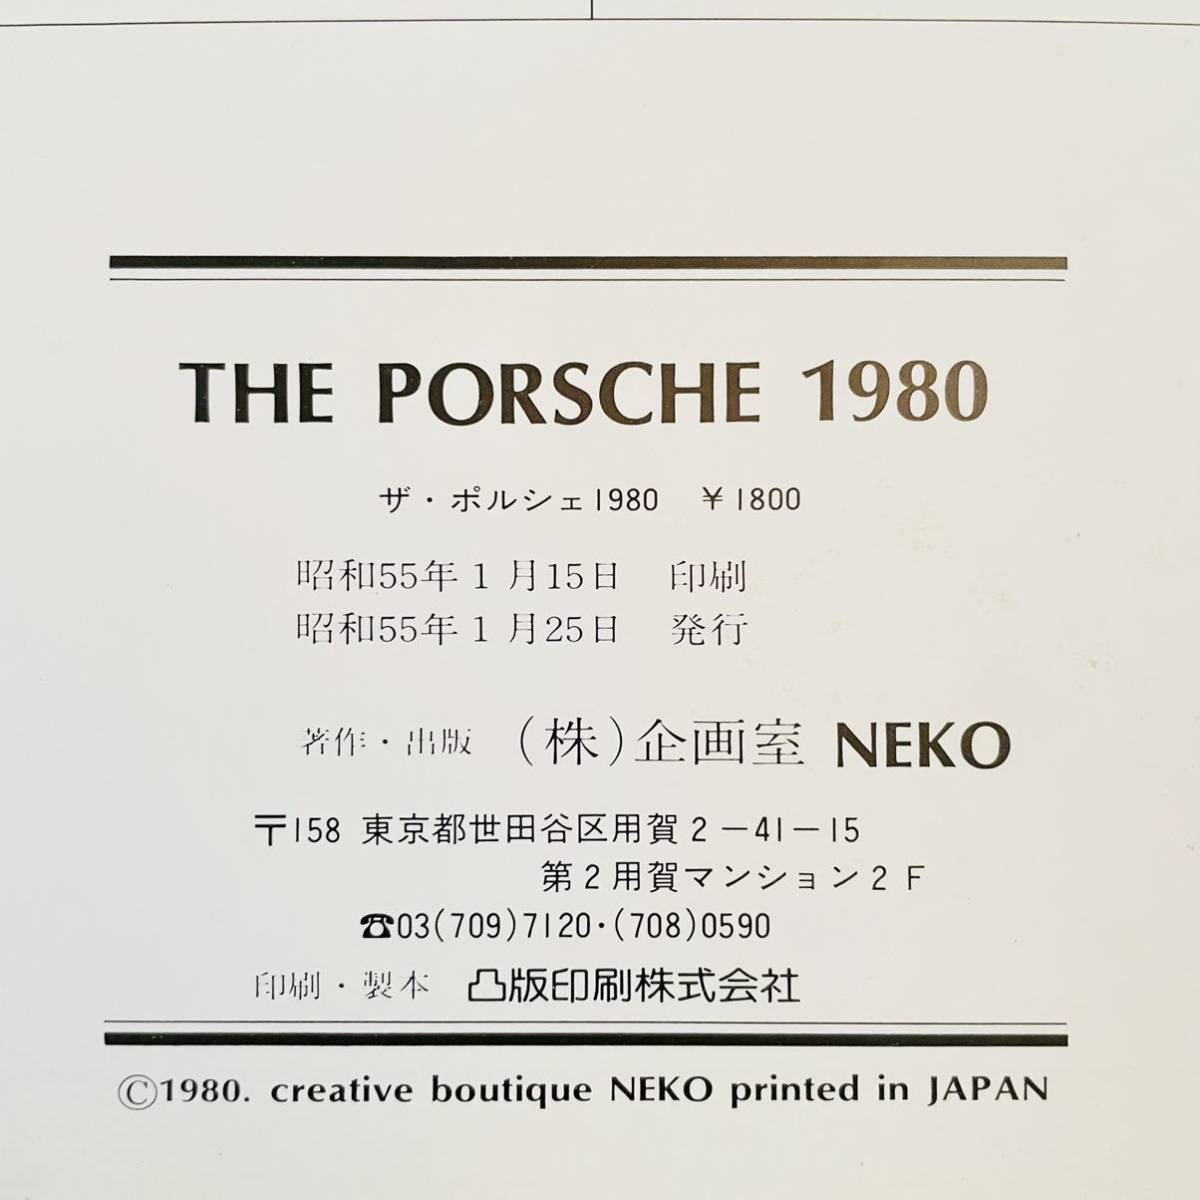 THE PORSCHE 1980
ザ・ポルシェ1980 ¥1800
昭和55年1月15日 印刷
昭和55年1月25日 発行
著作・出版 (株)企画室 NEKO
〒158 東京都世田谷区用賀2-41-15
第2用賀マンション2F
☎03(709)7120・(708)0590
印刷・製本 凸版印刷株式会社
©1980. creative boutique NEKO printed in JAPAN